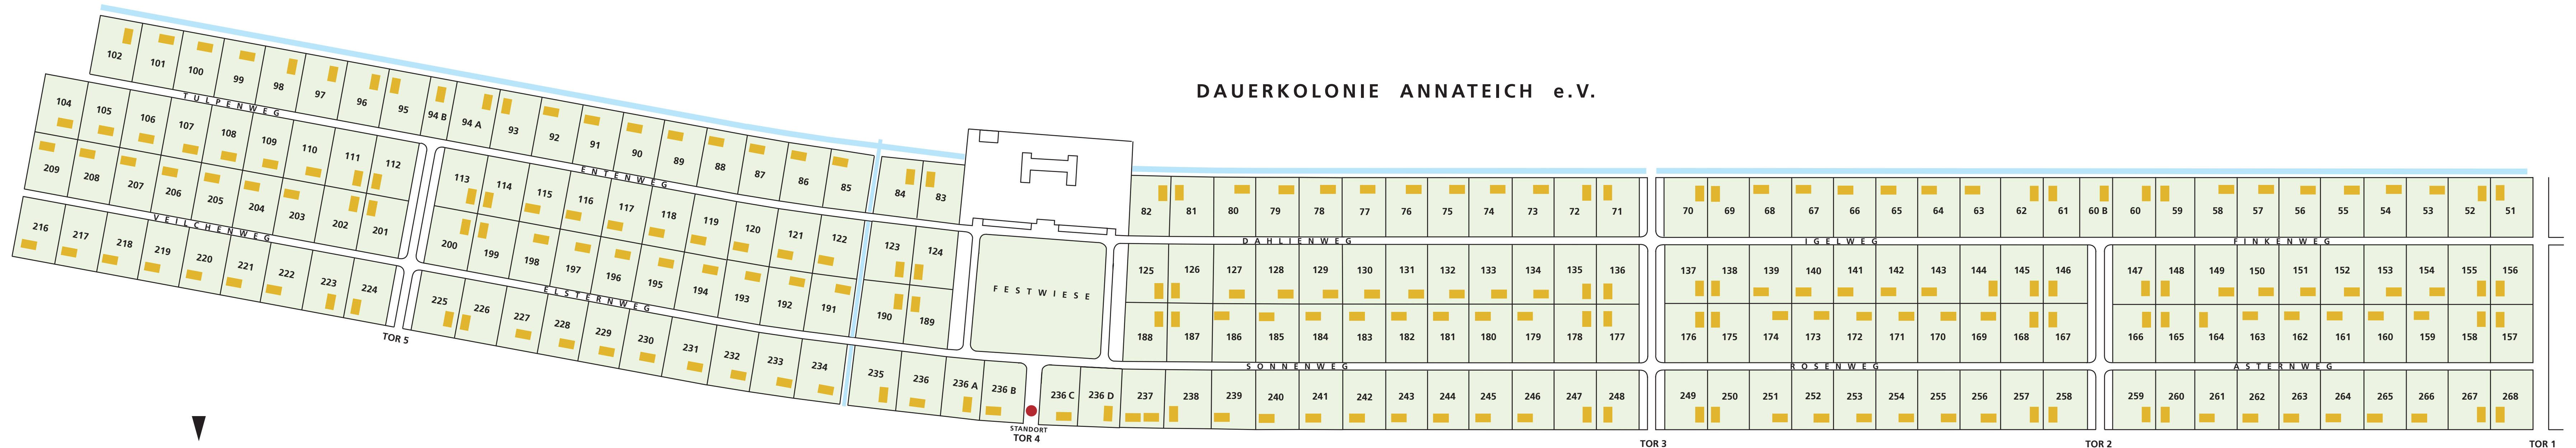 DAUERKOLONIE ANNATEICH e.V.
102 101 100 99 98 97 96 95 94 B 94 A 93 92 91 90 89 88 87 86 85 84 83
82 81 80 79 78 77 76 75 74 73 72 71
70 69 68 67 66 65 64 63 62 61 60 B 60 59 58 57 56 55 54 53 52 51
TULPENWEG
ENTENWEG
DAHLIENWEG
IGELWEG
FINKENWEG
104 105 106 107 108 109 110 111 112
113 114 115 116 117 118 119 120 121 122 123 124
FESTWIESE
125 126 127 128 129 130 131 132 133 134 135 136
137 138 139 140 141 142 143 144 145 146
147 148 149 150 151 152 153 154 155 156
209 208 207 206 205 204 203 202 201
200 199 198 197 196 195 194 193 192 191 190 189
188 187 186 185 184 183 182 181 180 179 178 177
176 175 174 173 172 171 170 169 168 167
166 165 164 163 162 161 160 159 158 157
VEILCHENWEG
ELSTERNWEG
SONNENWEG
ROSENWEG
ASTERNWEG
216 217 218 219 220 221 222 223 224
225 226 227 228 229 230 231 232 233 234 235 236 236 A 236 B
236 C 236 D 237 238 239 240 241 242 243 244 245 246 247 248
249 250 251 252 253 254 255 256 257 258
259 260 261 262 263 264 265 266 267 268
TOR 5
STANDORT
TOR 4
TOR 3
TOR 2
TOR 1